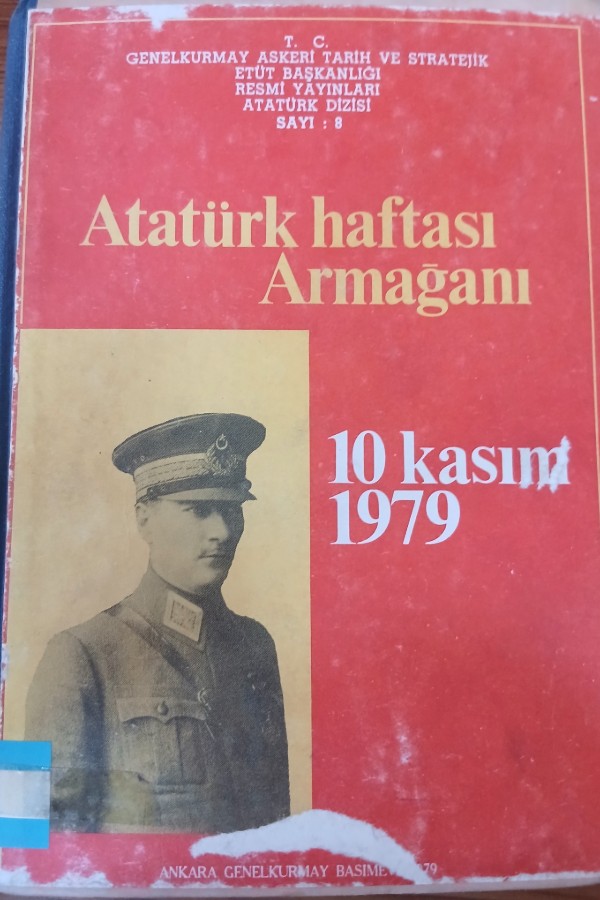 T. C.
GENELKURMAY ASKERİ TARİH VE STRATEJİK
ETÜT BAŞKANLIĞI
RESMİ YAYINLARI
ATATÜRK DİZİSİ
SAYI : 8
Atatürk haftası
Armağanı
10 kasım
1979
ANKARA GENELKURMAY